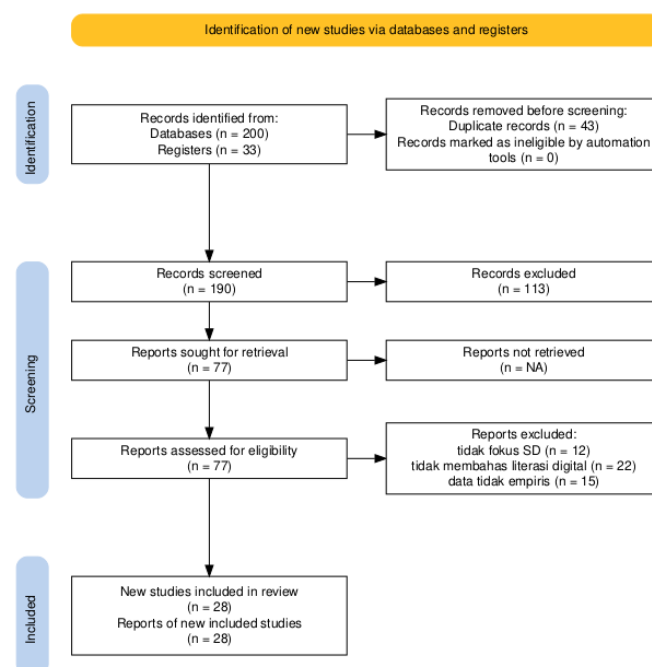 Identification of new studies via databases and registers
Identification
Records identified from:
Databases (n = 200)
Registers (n = 33)
Records removed before screening:
Duplicate records (n = 43)
Records marked as ineligible by automation
tools (n = 0)
Screening
Records screened
(n = 190)
Records excluded
(n = 113)
Reports sought for retrieval
(n = 77)
Reports not retrieved
(n = NA)
Reports assessed for eligibility
(n = 77)
Reports excluded:
tidak fokus SD (n = 12)
tidak membahas literasi digital (n = 22)
data tidak empiris (n = 15)
Included
New studies included in review
(n = 28)
Reports of new included studies
(n = 28)